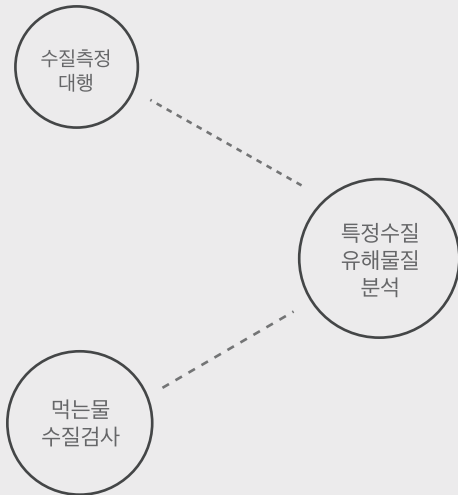 수질측정
대행
특정수질
유해물질
분석
먹는물
수질검사